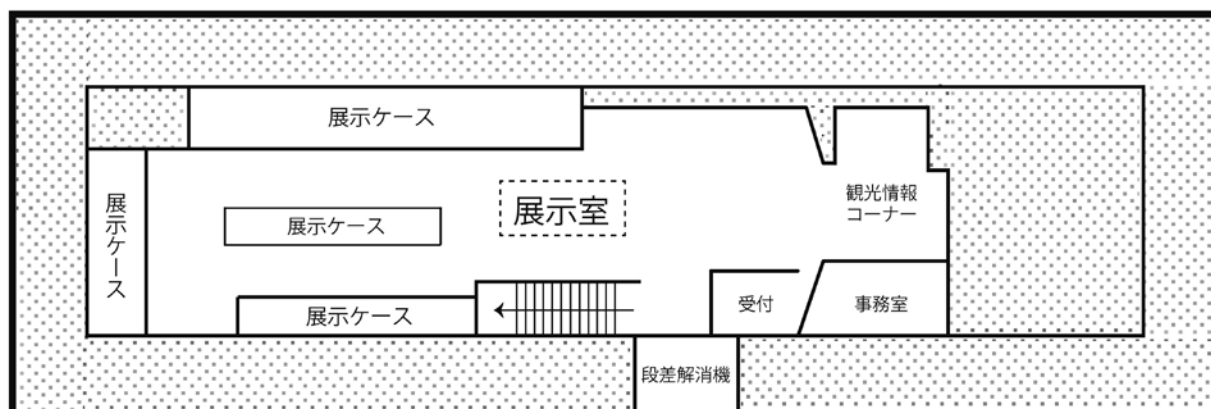 展示ケース
展示ケース
展示ケース
展示室
観光情報
コーナー
展示ケース
受付
事務室
段差解消機